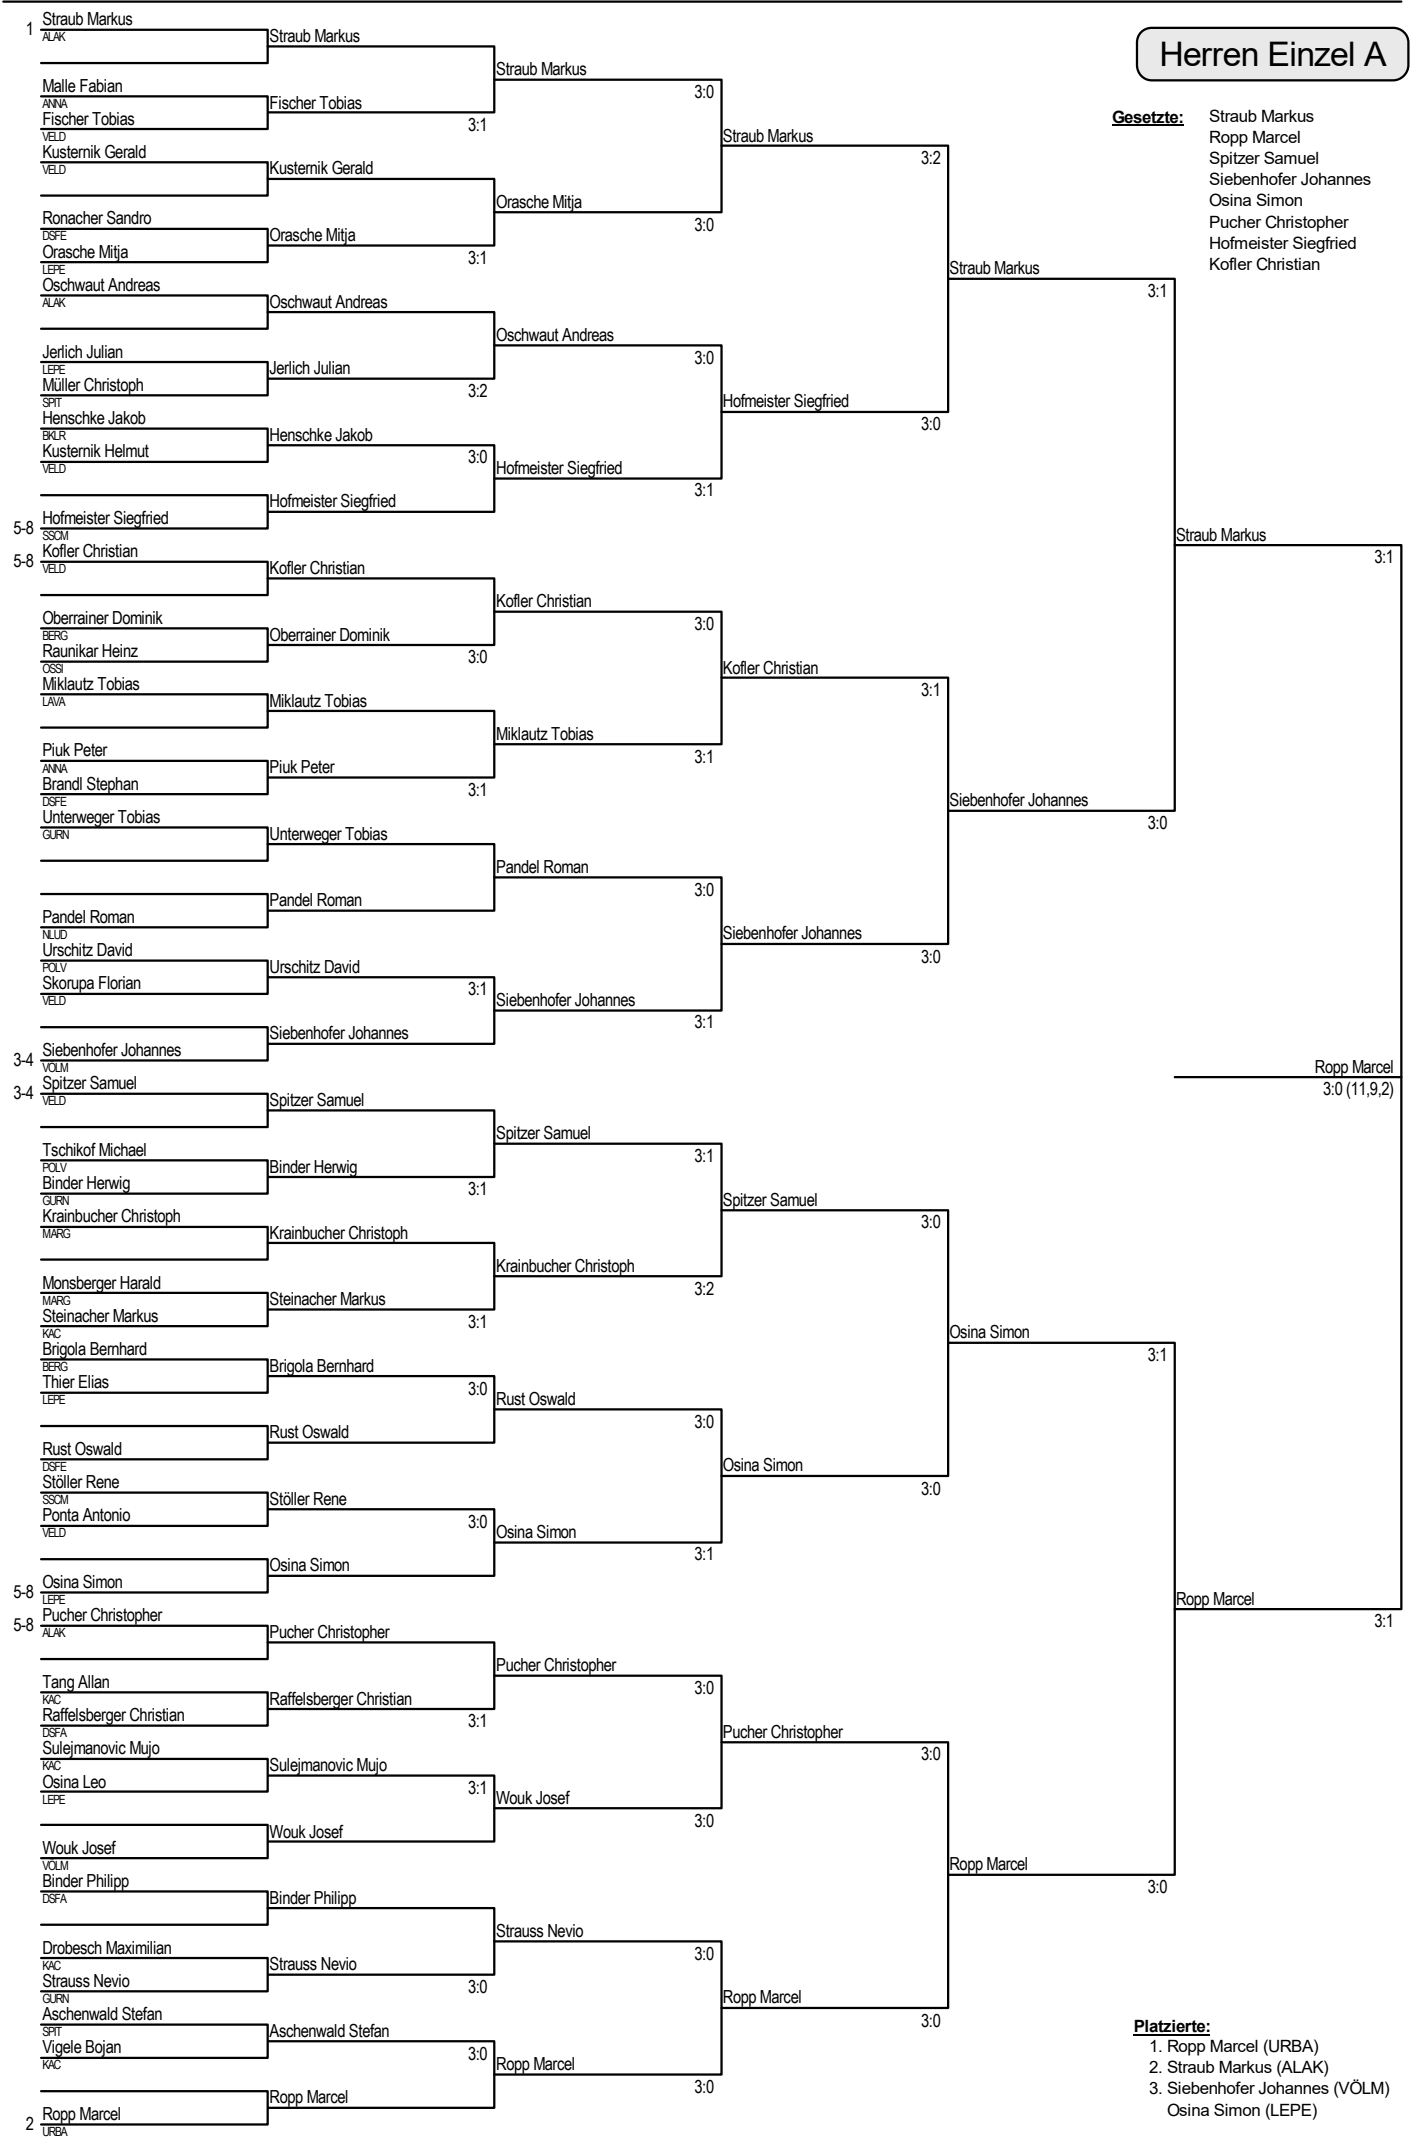 Herren Einzel A
Gesetzte: Straub Markus
Ropp Marcel
Spitzer Samuel
Siebenhofer Johannes
Osina Simon
Pucher Christopher
Hofmeister Siegfried
Kofler Christian
1 Straub Markus
ALAK
Malle Fabian
ANNA
Fischer Tobias
VELD
Kusternik Gerald
VELD
Ronacher Sandro
DSFE
Orasche Mitja
LEPE
Oschwaut Andreas
ALAK
Jerlich Julian
LEPE
Müller Christoph
SPIT
Henschke Jakob
BKLR
Kusternik Helmut
VELD
5-8 Hofmeister Siegfried
SSCM
5-8 Kofler Christian
VELD
Oberrainer Dominik
BERG
Raunikar Heinz
OSSI
Miklautz Tobias
LAVA
Piuk Peter
ANNA
Brandl Stephan
DSFE
Unterweger Tobias
GURN
Pandel Roman
NLUD
Urschitz David
POLV
Skorupa Florian
VELD
3-4 Siebenhofer Johannes
VÖLM
3-4 Spitzer Samuel
VELD
Tschikof Michael
POLV
Binder Herwig
GURN
Krainbucher Christoph
MARG
Monsberger Harald
MARG
Steinacher Markus
KAC
Brigola Bernhard
BERG
Thier Elias
LEPE
Rust Oswald
DSFE
Stöller Rene
SSCM
Ponta Antonio
VELD
5-8 Osina Simon
LEPE
5-8 Pucher Christopher
ALAK
Tang Allan
KAC
Raffelsberger Christian
DSFA
Sulejmanovic Mujo
KAC
Osina Leo
LEPE
Wouk Josef
VÖLM
Binder Philipp
DSFA
Drobesch Maximilian
KAC
Strauss Nevio
GURN
Aschenwald Stefan
SPIT
Vigele Bojan
KAC
2 Ropp Marcel
URBA
Straub Markus
Fischer Tobias
3:1
Kusternik Gerald
Orasche Mitja
3:1
Oschwaut Andreas
Jerlich Julian
3:2
Henschke Jakob
3:0
Hofmeister Siegfried
Kofler Christian
Oberrainer Dominik
3:0
Miklautz Tobias
Piuk Peter
3:1
Unterweger Tobias
Pandel Roman
Urschitz David
3:1
Siebenhofer Johannes
Spitzer Samuel
Binder Herwig
3:1
Krainbucher Christoph
Steinacher Markus
3:1
Brigola Bernhard
3:0
Rust Oswald
Stöller Rene
3:0
Osina Simon
Pucher Christopher
Raffelsberger Christian
3:1
Sulejmanovic Mujo
3:1
Wouk Josef
Binder Philipp
Strauss Nevio
3:0
Aschenwald Stefan
3:0
Ropp Marcel
Straub Markus
3:0
Orasche Mitja
3:0
Oschwaut Andreas
3:0
Hofmeister Siegfried
3:1
Kofler Christian
3:0
Miklautz Tobias
3:1
Pandel Roman
3:0
Siebenhofer Johannes
3:1
Spitzer Samuel
3:1
Krainbucher Christoph
3:2
Rust Oswald
3:0
Osina Simon
3:1
Pucher Christopher
3:0
Wouk Josef
3:0
Strauss Nevio
3:0
Ropp Marcel
3:0
Straub Markus
3:2
Hofmeister Siegfried
3:0
Kofler Christian
3:1
Siebenhofer Johannes
3:0
Spitzer Samuel
3:0
Osina Simon
3:0
Pucher Christopher
3:0
Ropp Marcel
3:0
Straub Markus
3:1
Siebenhofer Johannes
3:0
Osina Simon
3:1
Ropp Marcel
3:0
Straub Markus
3:1
Ropp Marcel
3:1
Ropp Marcel
3:0 (11,9,2)
Platzierte:
1. Ropp Marcel (URBA)
2. Straub Markus (ALAK)
3. Siebenhofer Johannes (VÖLM)
Osina Simon (LEPE)